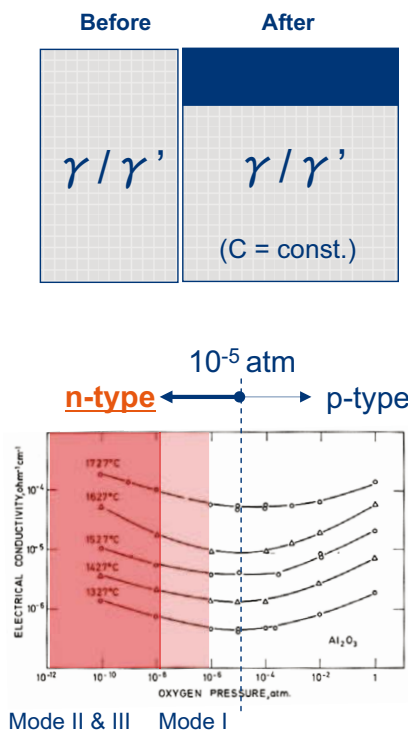 Before After
γ / γ’ γ / γ’
(C = const.)
10-5 atm
n-type p-type
ELECTRICAL CONDUCTIVITY, ohm-1cm-1
1727°C
10-4
1627°C
1527°C
10-5
1427°C
1327°C
10-6
Al2O3
10-12 10-10 10-8 10-6 10-4 10-2 1
OXYGEN PRESSURE, atm.
Mode II & III Mode I